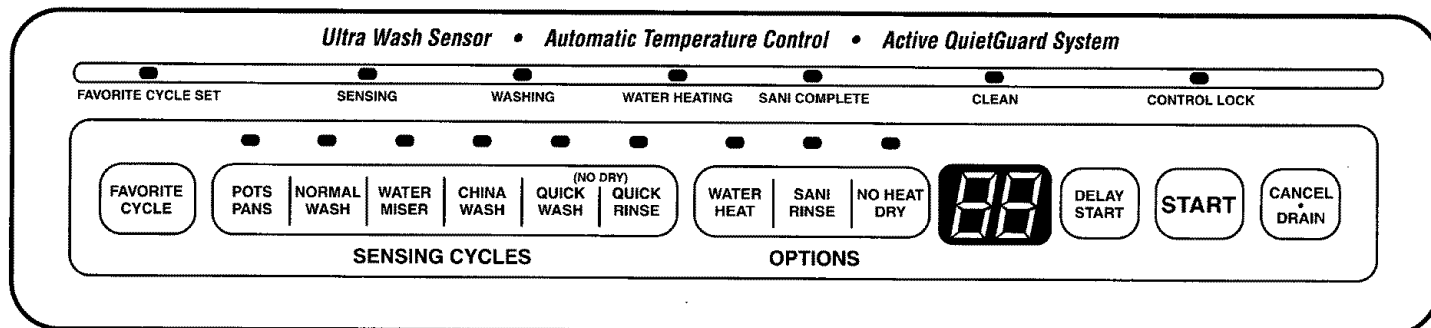 Ultra Wash Sensor • Automatic Temperature Control • Active QuietGuard System
FAVORITE CYCLE SET SENSING WASHING WATER HEATING SANI COMPLETE CLEAN CONTROL LOCK
FAVORITE
CYCLE
POTS
PANS
NORMAL
WASH
WATER
MISER
CHINA
WASH
(NO DRY)
QUICK
WASH
QUICK
RINSE
WATER
HEAT
SANI
RINSE
NO HEAT
DRY
88
DELAY
START
START
CANCEL
•
DRAIN
SENSING CYCLES
OPTIONS